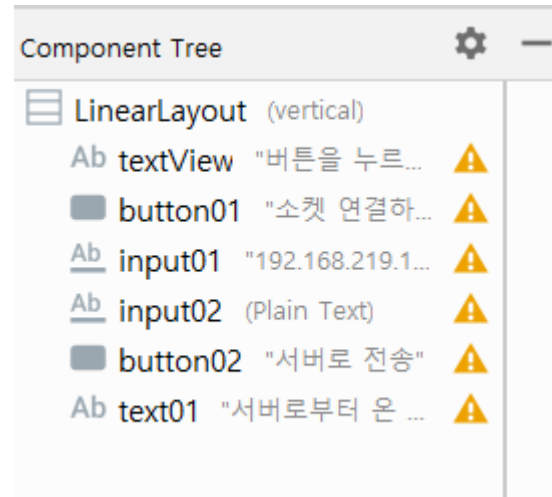 Component Tree
LinearLayout (vertical)
Ab textView "버튼을 누르...
button01 "소켓 연결하...
Ab input01 "192.168.219.1...
Ab input02 (Plain Text)
button02 "서버로 전송"
Ab text01 "서버로부터 온 ...